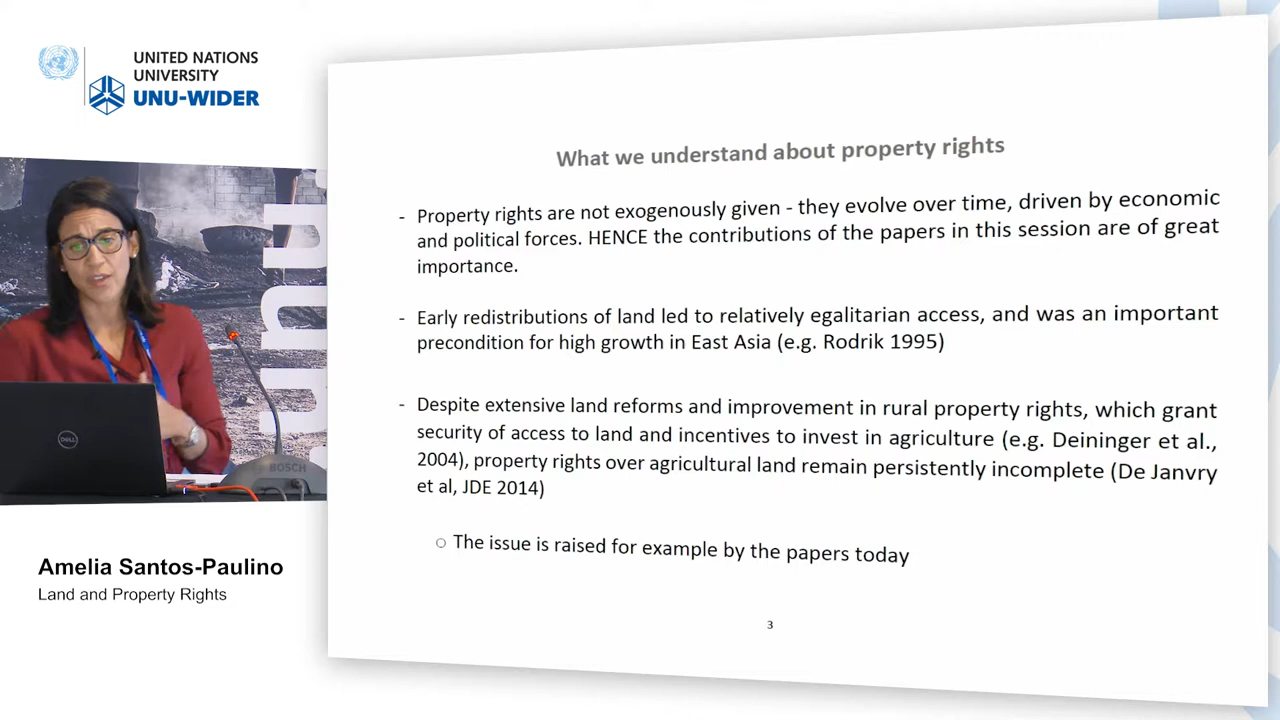 UNITED NATIONS
UNIVERSITY
UNU-WIDER
unu.
DELL
BOSCH
Amelia Santos-Paulino
Land and Property Rights
What we understand about property rights
- Property rights are not exogenously given - they evolve over time, driven by economic
and political forces. HENCE the contributions of the papers in this session are of great
importance.
- Early redistributions of land led to relatively egalitarian access, and was an important
precondition for high growth in East Asia (e.g. Rodrik 1995)
- Despite extensive land reforms and improvement in rural property rights, which grant
security of access to land and incentives to invest in agriculture (e.g. Deininger et al.,
2004), property rights over agricultural land remain persistently incomplete (De Janvry
et al, JDE 2014)
○ The issue is raised for example by the papers today
3